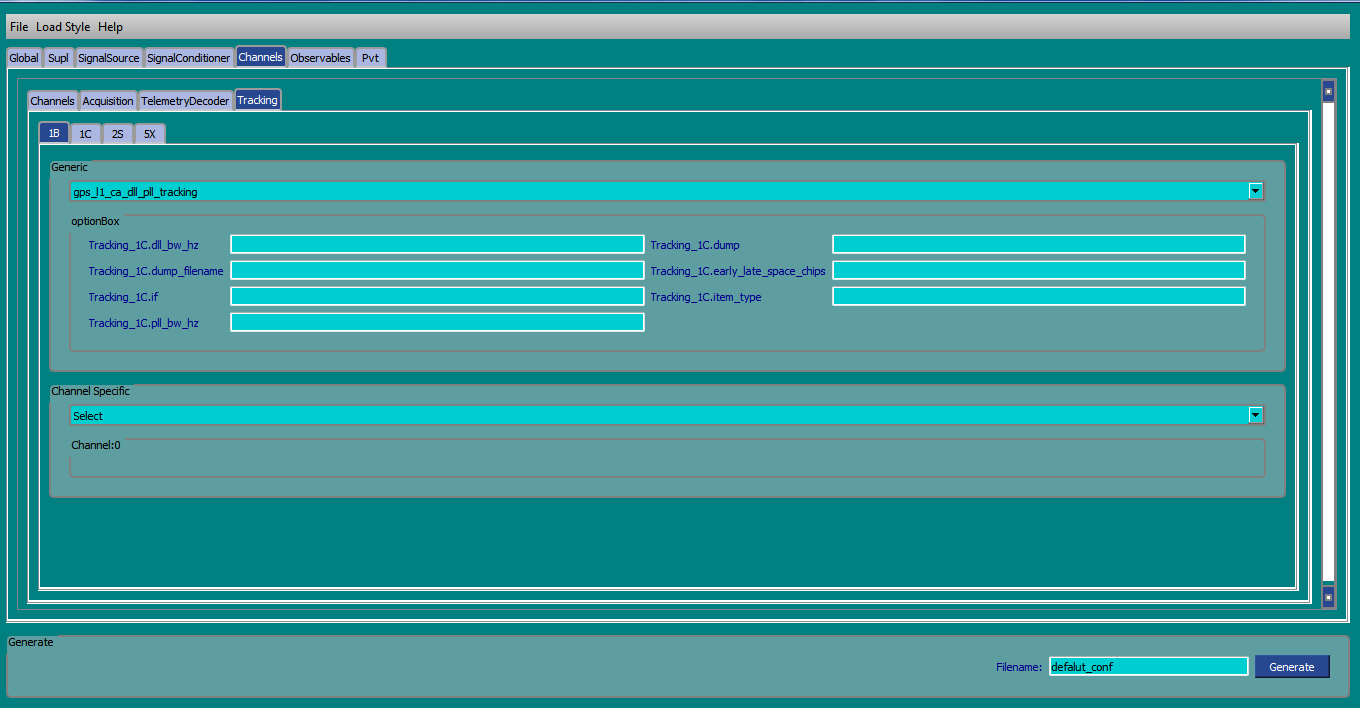 File Load Style Help
Global Supl SignalSource SignalConditioner Channels Observables Pvt
Channels Acquisition TelemetryDecoder Tracking
1B 1C 2S 5X
Generic
gps_l1_ca_dll_pll_tracking
optionBox
Tracking_1C.dll_bw_hz Tracking_1C.dump
Tracking_1C.dump_filename Tracking_1C.early_late_space_chips
Tracking_1C.if Tracking_1C.item_type
Tracking_1C.pll_bw_hz
Channel Specific
Select
Channel:0
Generate
Filename: defalut_conf Generate